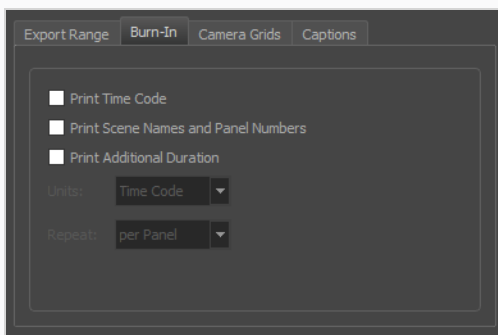 Export Range Burn-In Camera Grids Captions
Print Time Code
Print Scene Names and Panel Numbers
Print Additional Duration
Units: Time Code
Repeat: per Panel